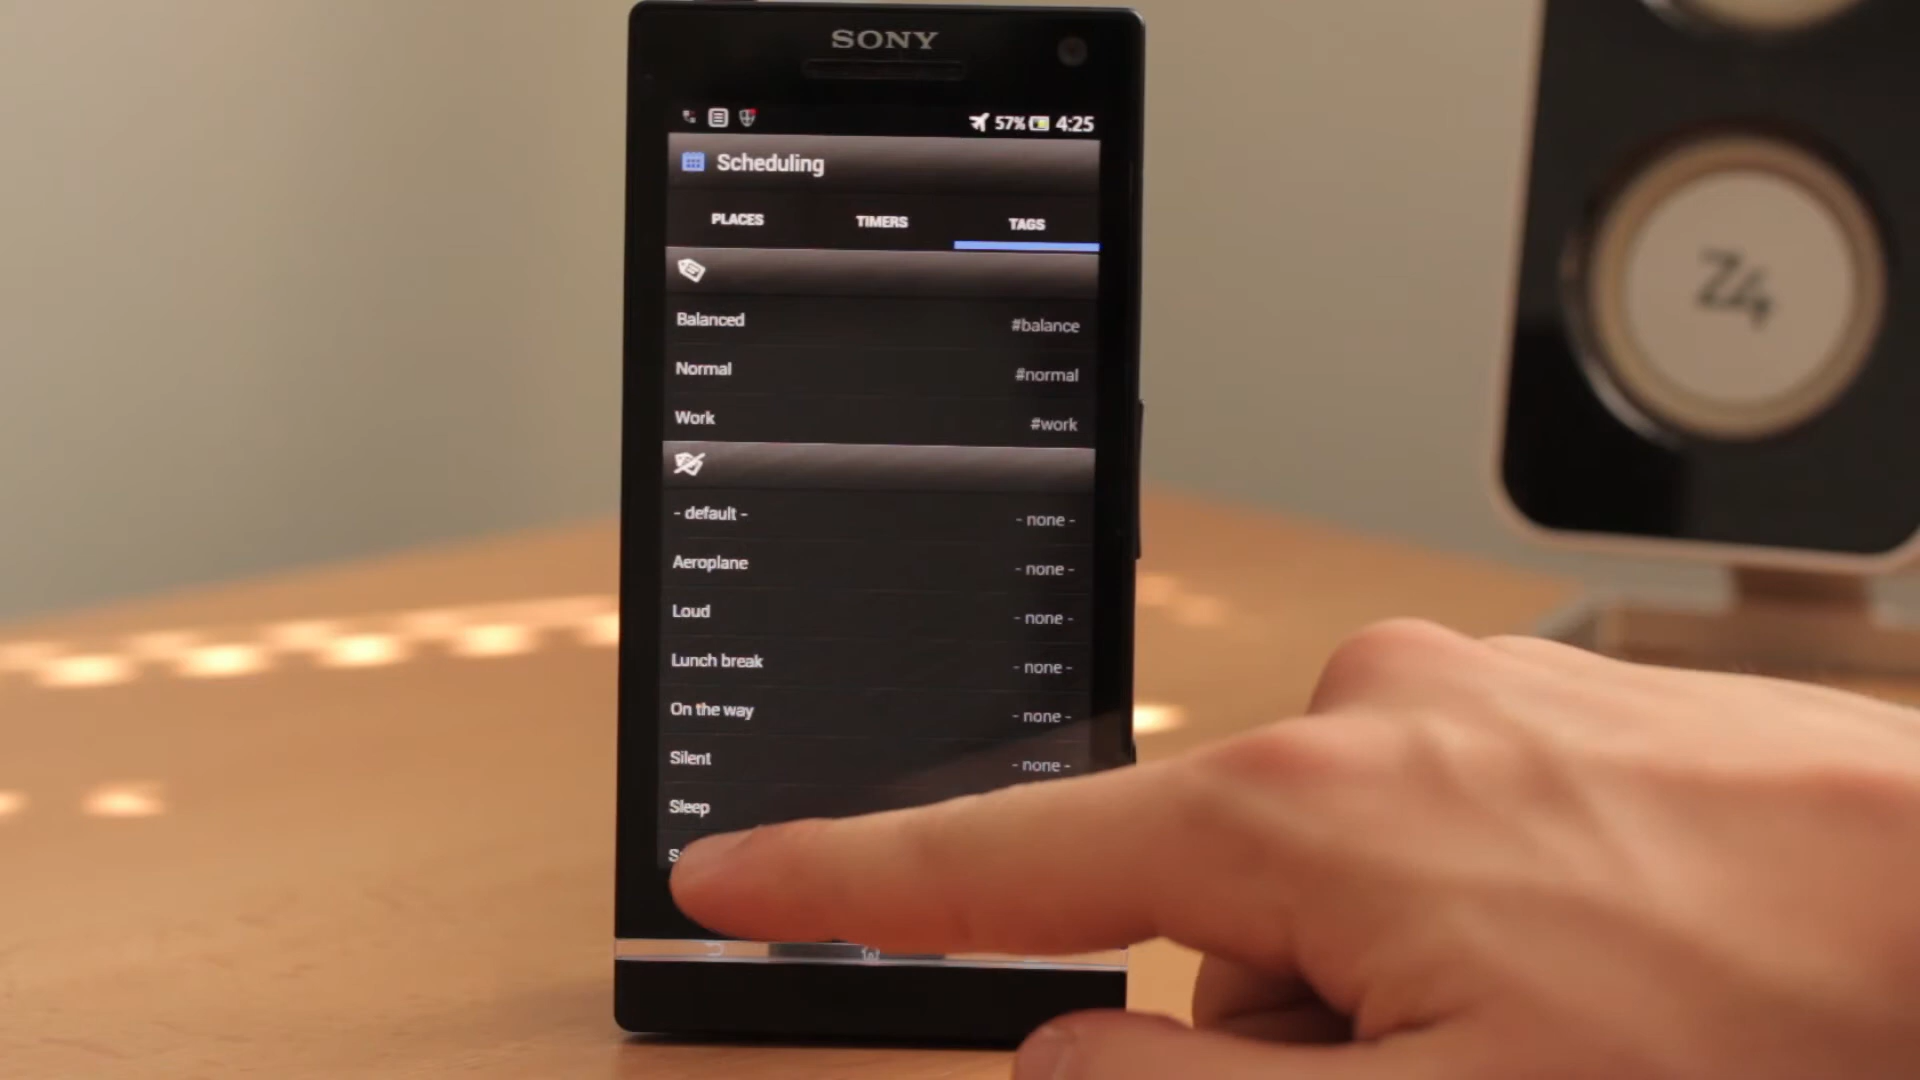 SONY
57% 4:25
Scheduling
PLACES TIMERS TAGS
Balanced #balance
Normal #normal
Work #work
- default - - none -
Aeroplane - none -
Loud - none -
Lunch break - none -
On the way - none -
Silent - none -
Sleep
Z4